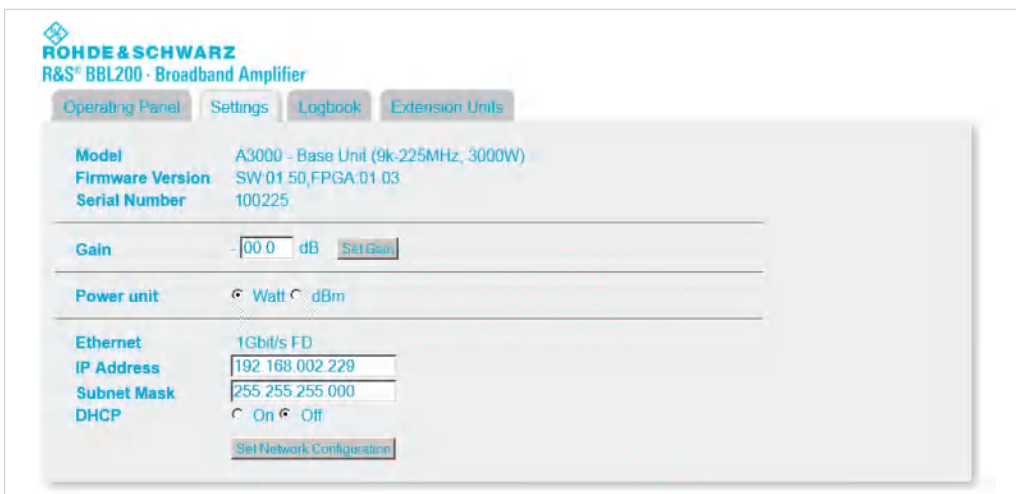 ROHDE & SCHWARZ
R&S® BBL200 - Broadband Amplifier
Operating Panel Settings Logbook Extension Units
Model A3000 - Base Unit (9k-225MHz, 3000W)
Firmware Version SW:01.50,FPGA:01.03
Serial Number 100225
Gain - 00.0 dB Set Gain
Power unit Watt dBm
Ethernet 1Gbit/s FD
IP Address 192.168.002.229
Subnet Mask 255.255.255.000
DHCP On Off
Set Network Configuration